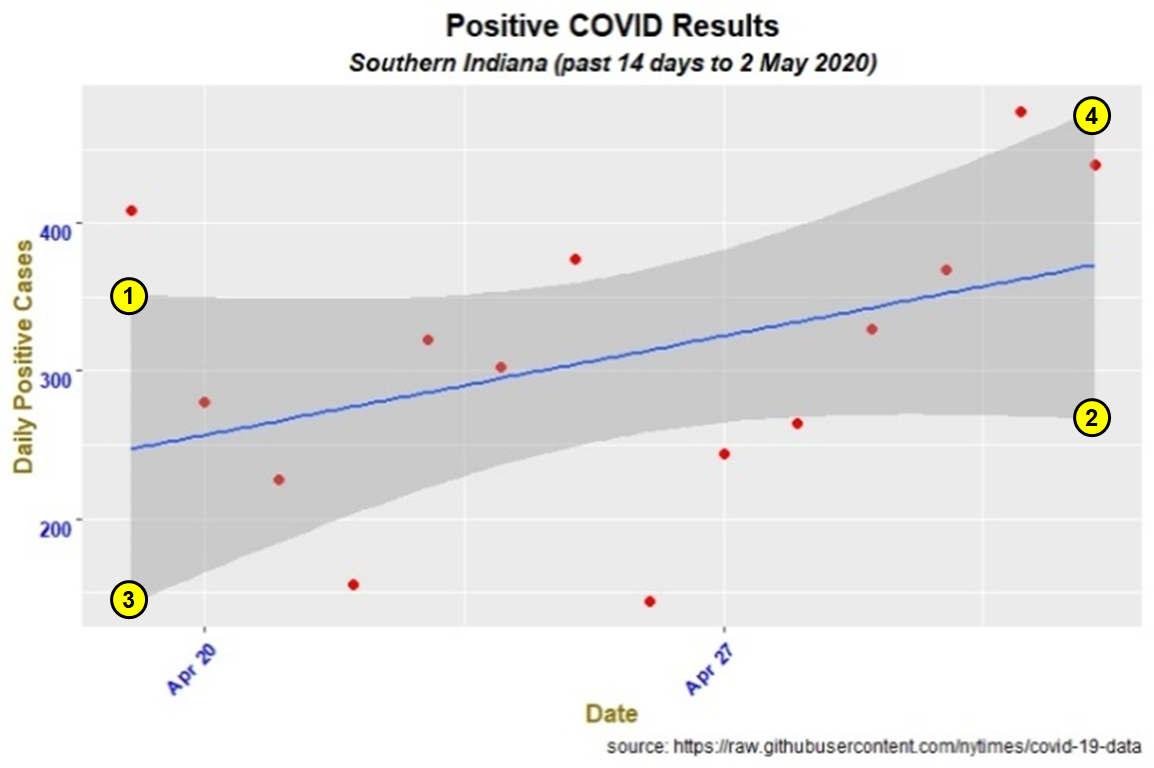 Positive COVID Results
Southern Indiana (past 14 days to 2 May 2020)
Daily Positive Cases
400
300
200
1
4
2
3
Apr 20
Apr 27
Date
source: https://raw.githubusercontent.com/nytimes/covid-19-data